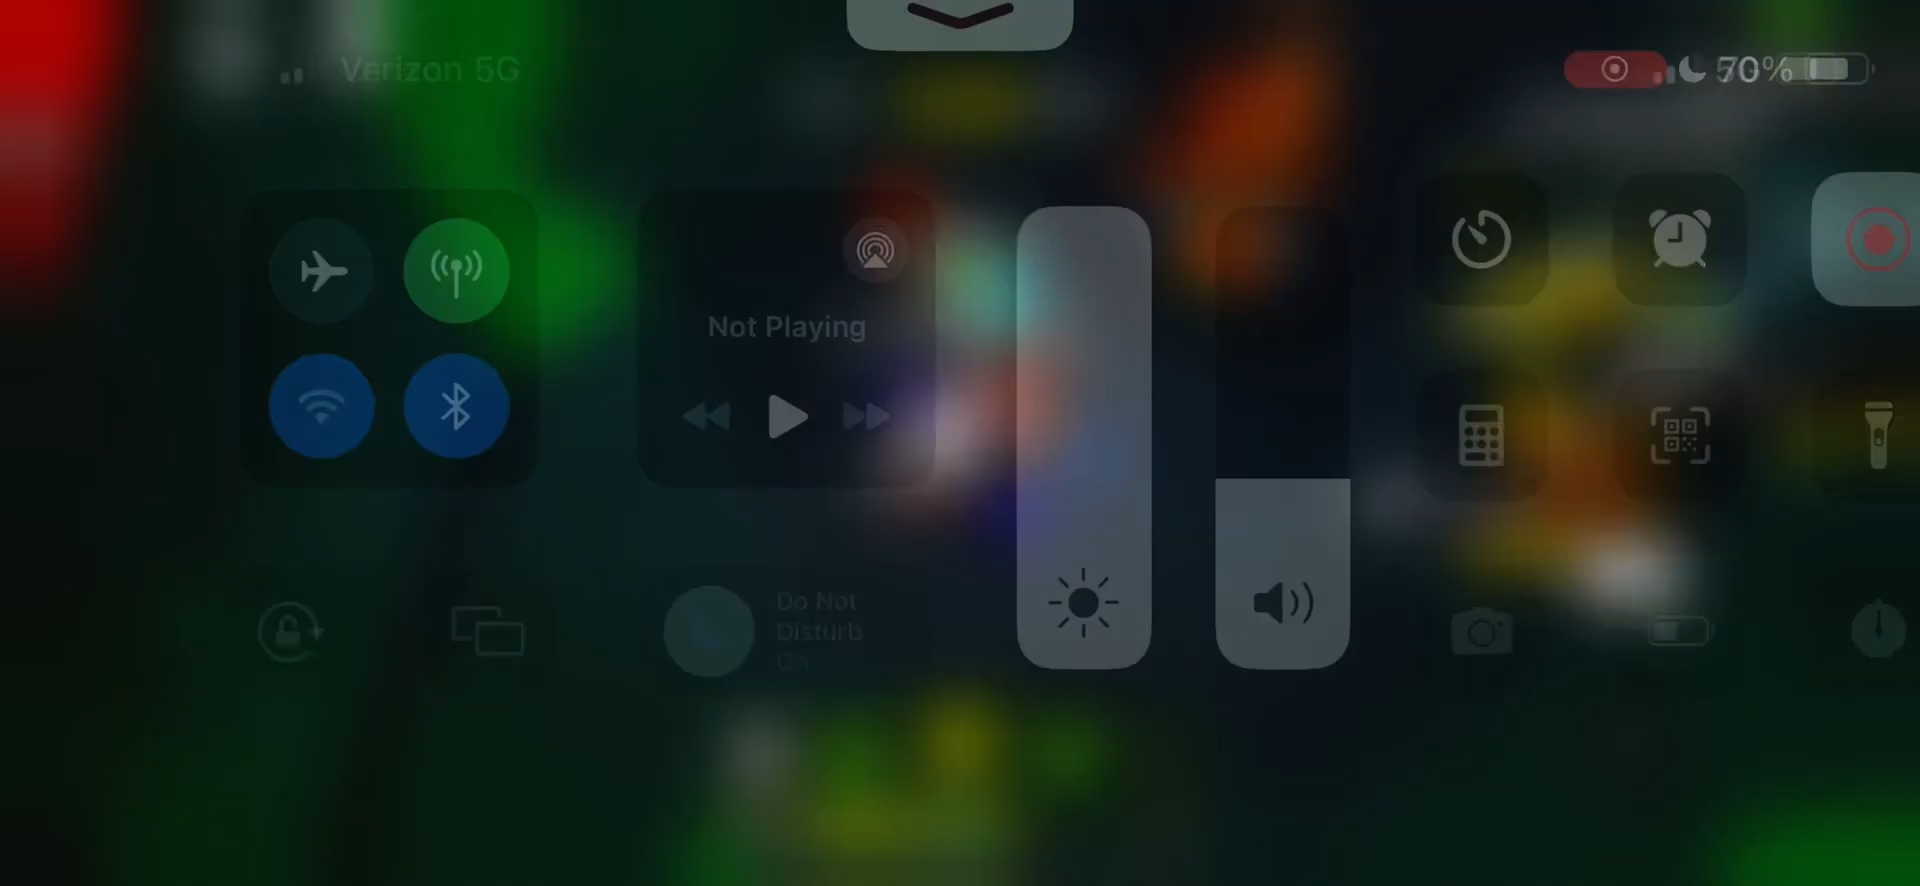 Verizon 5G
70%
Not Playing
Do Not
Disturb
On